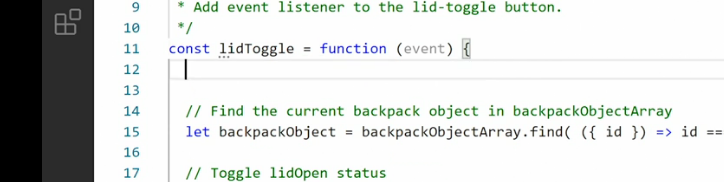 9 * Add event listener to the lid-toggle button.
10 */
11 const lidToggle = function (event) {
12
13
14 // Find the current backpack object in backpackObjectArray
15 let backpackObject = backpackObjectArray.find( ({ id }) => id ==
16
17 // Toggle lidOpen status